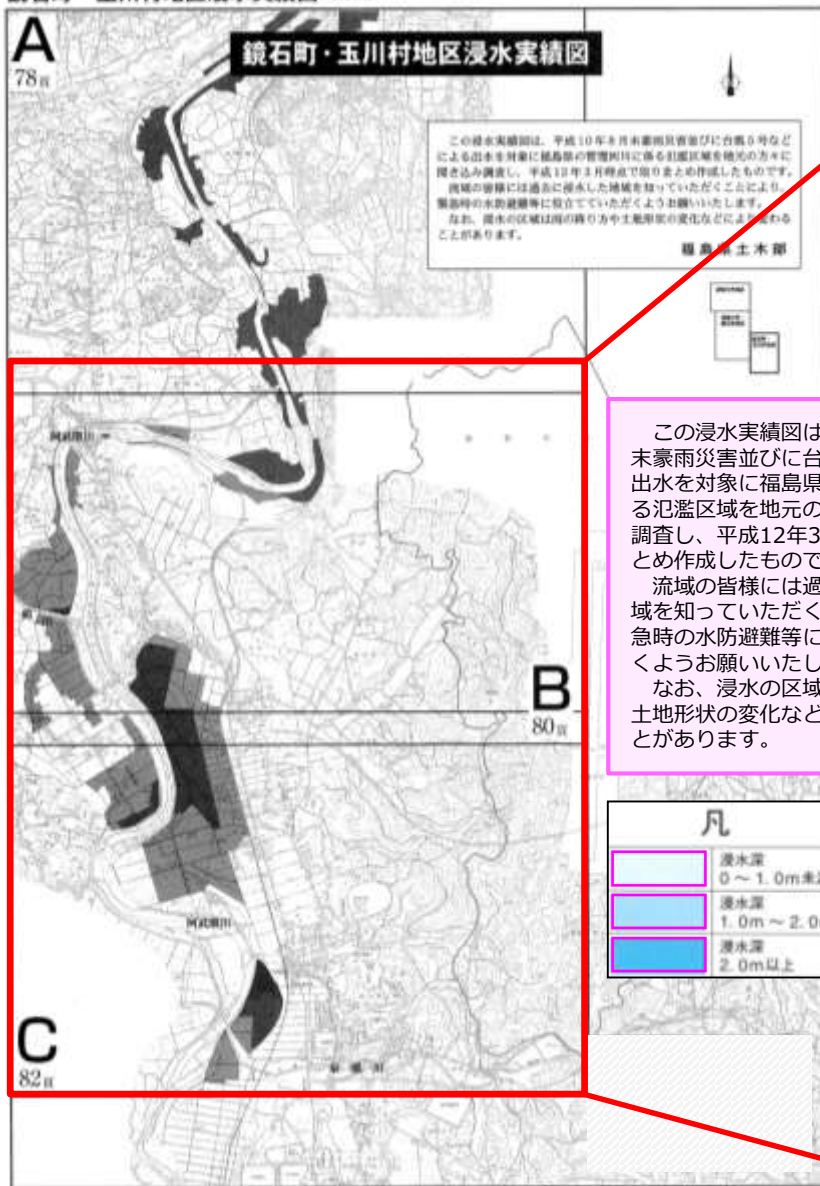 A
78頁
鏡石町・玉川村地区浸水実績図
この浸水実績図は、平成10年8月末豪雨災害並びに台風5号など
による出水を対象に福島県の管理河川に係る氾濫区域を地元の方々に
聞き込み調査し、平成12年3月時点で取りまとめ作成したものです。
流域の皆様には過去に浸水した地域を知っていただくことにより、
緊急時の水防避難等に役立てていただくようお願いいたします。
なお、浸水の区域は雨の降り方や土地形状の変化などにより変わる
ことがあります。
福島県土木部
阿武隈川
この浸水実績図は
末豪雨災害並びに台
出水を対象に福島県
る氾濫区域を地元の
調査し、平成12年3
とめ作成したもので
流域の皆様には過
域を知っていただく
急時の水防避難等に
くようお願いいたし
なお、浸水の区域
土地形状の変化など
とがあります。
B
80頁
凡
浸水深
0～1.0m未
浸水深
1.0m～2.0
浸水深
2.0m以上
阿武隈川
C
82頁